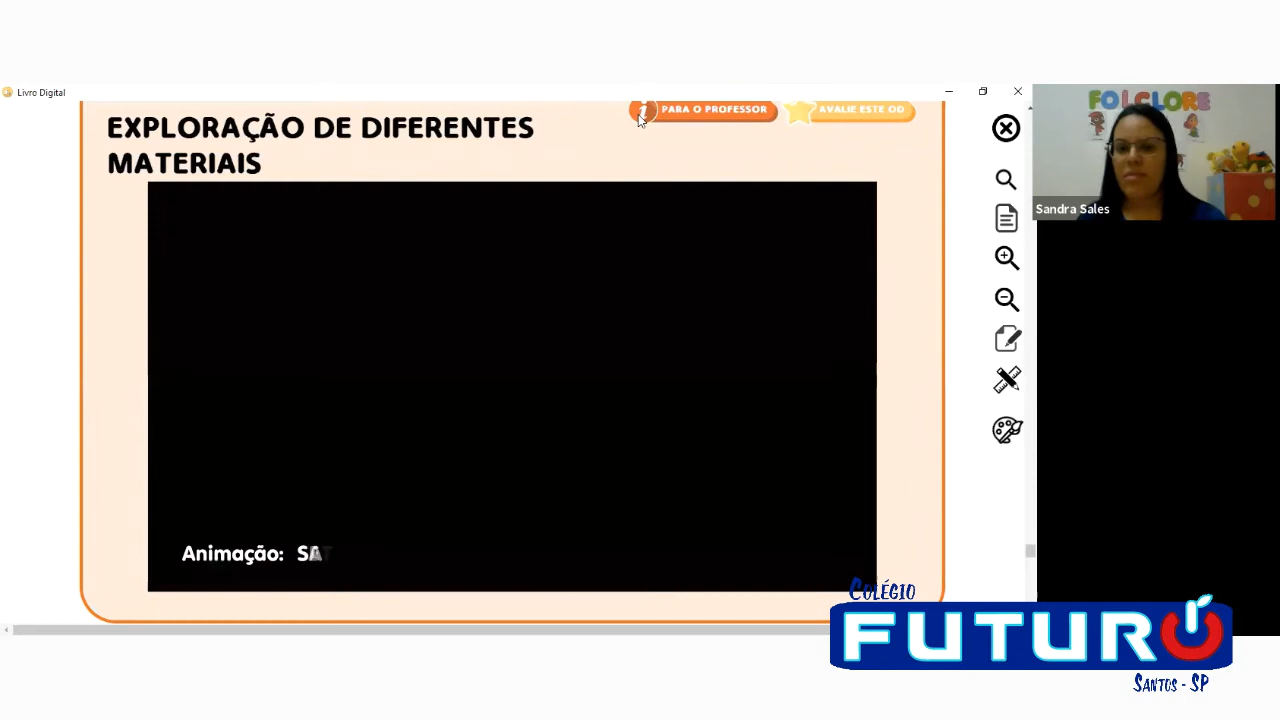 Livro Digital
PARA O PROFESSOR
AVALIE ESTE OD
EXPLORAÇÃO DE DIFERENTES
MATERIAIS
FOLCLORE
Sandra Sales
Animação: SAT
COLÉGIO
FUTURO
SANTOS - SP